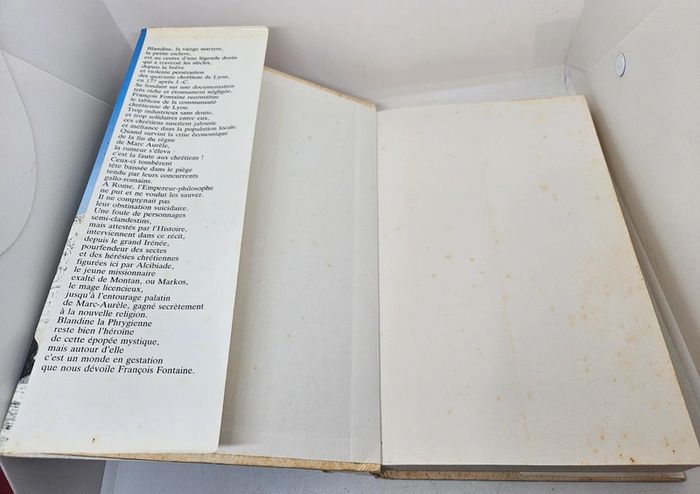 Blandine, la vierge martyre,
la petite esclave,
est au centre d'une légende dorée
qui a traversé les siècles,
depuis la brève
et violente persécution
des quarante chrétiens de Lyon,
en 177 après J.-C.
Se fondant sur une documentation
très riche et étonnament négligée,
François Fontaine reconstitue
le tableau de la communauté
chrétienne de Lyon.
Trop industrieux sans doute,
et trop solidaires entre eux,
ces chrétiens suscitent jalousie
et méfiance dans la population locale.
Quand survint la crise économique
de la fin du règne
de Marc Aurèle,
la rumeur s'éleva :
c'est la faute aux chrétiens !
Ceux-ci tombèrent
tête baissée dans le piège
tendu par leurs concurrents
gallo-romains.
A Rome, l'Empereur-philosophe
ne put et ne voulut les sauver.
Il ne comprenait pas
leur obstination suicidaire.
Une foule de personnages
semi-clandestins,
mais attestés par l'Histoire,
interviennent dans ce récit,
depuis le grand Irénée,
pourfendeur des sectes
et des hérésies chrétiennes
figurées ici par Alcibiade,
le jeune missionnaire
exalté de Montan, ou Markos,
le mage licencieux,
jusqu'à l'entourage palatin
de Marc-Aurèle, gagné secrètement
à la nouvelle religion.
Blandine la Phrygienne
reste bien l'héroïne
de cette épopée mystique,
mais autour d'elle
c'est un monde en gestation
que nous dévoile François Fontaine.